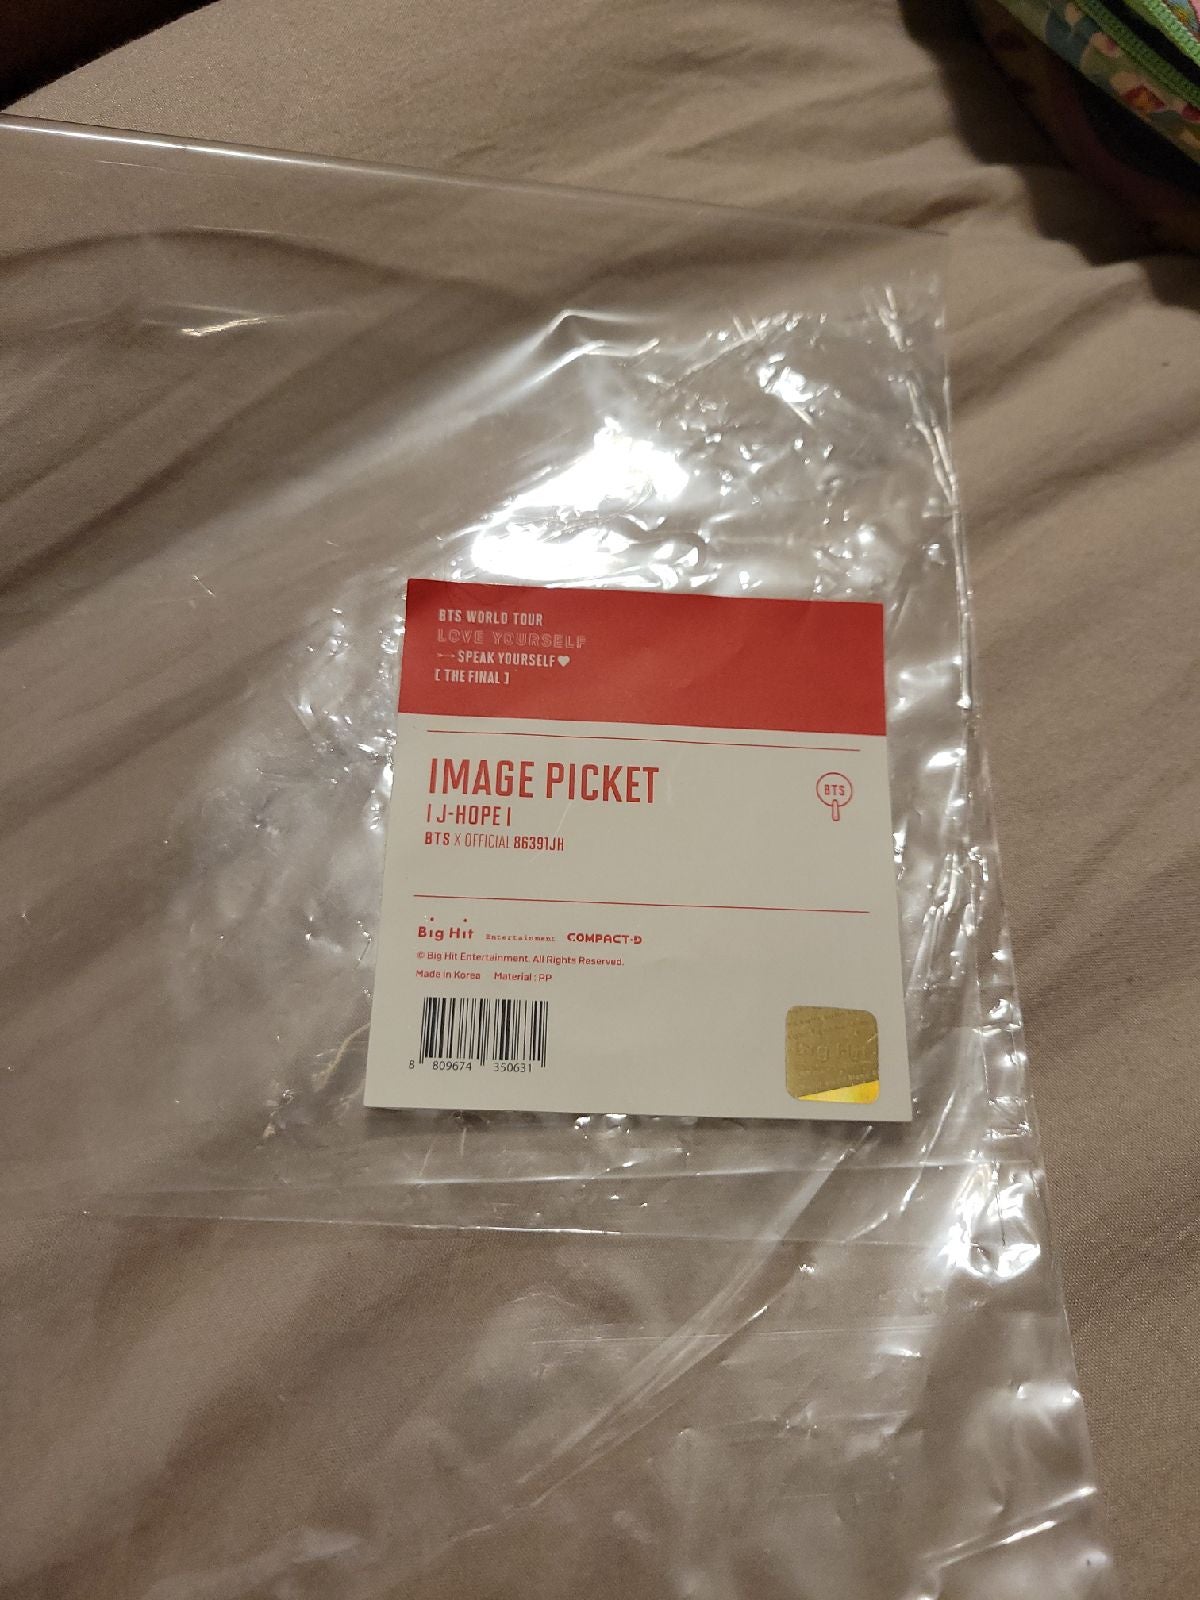 BTS WORLD TOUR
LOVE YOURSELF
SPEAK YOURSELF
[ THE FINAL ]
IMAGE PICKET
BTS
| J-HOPE |
BTS X OFFICIAL 86391JH
Big Hit Entertainment COMPACT-D
© Big Hit Entertainment. All Rights Reserved.
Made in Korea Material : PP
8 809674 350631
Big Hit